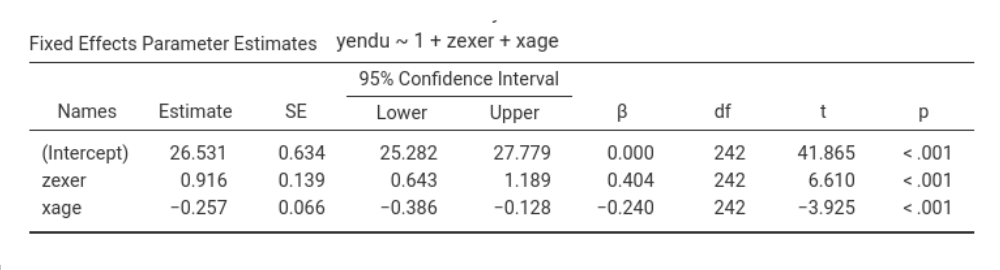 Fixed Effects Parameter Estimates yendu ~ 1 + zexer + xage
95% Confidence Interval
Names Estimate SE Lower Upper β df t p
(Intercept) 26.531 0.634 25.282 27.779 0.000 242 41.865 < .001
zexer 0.916 0.139 0.643 1.189 0.404 242 6.610 < .001
xage −0.257 0.066 −0.386 −0.128 −0.240 242 −3.925 < .001